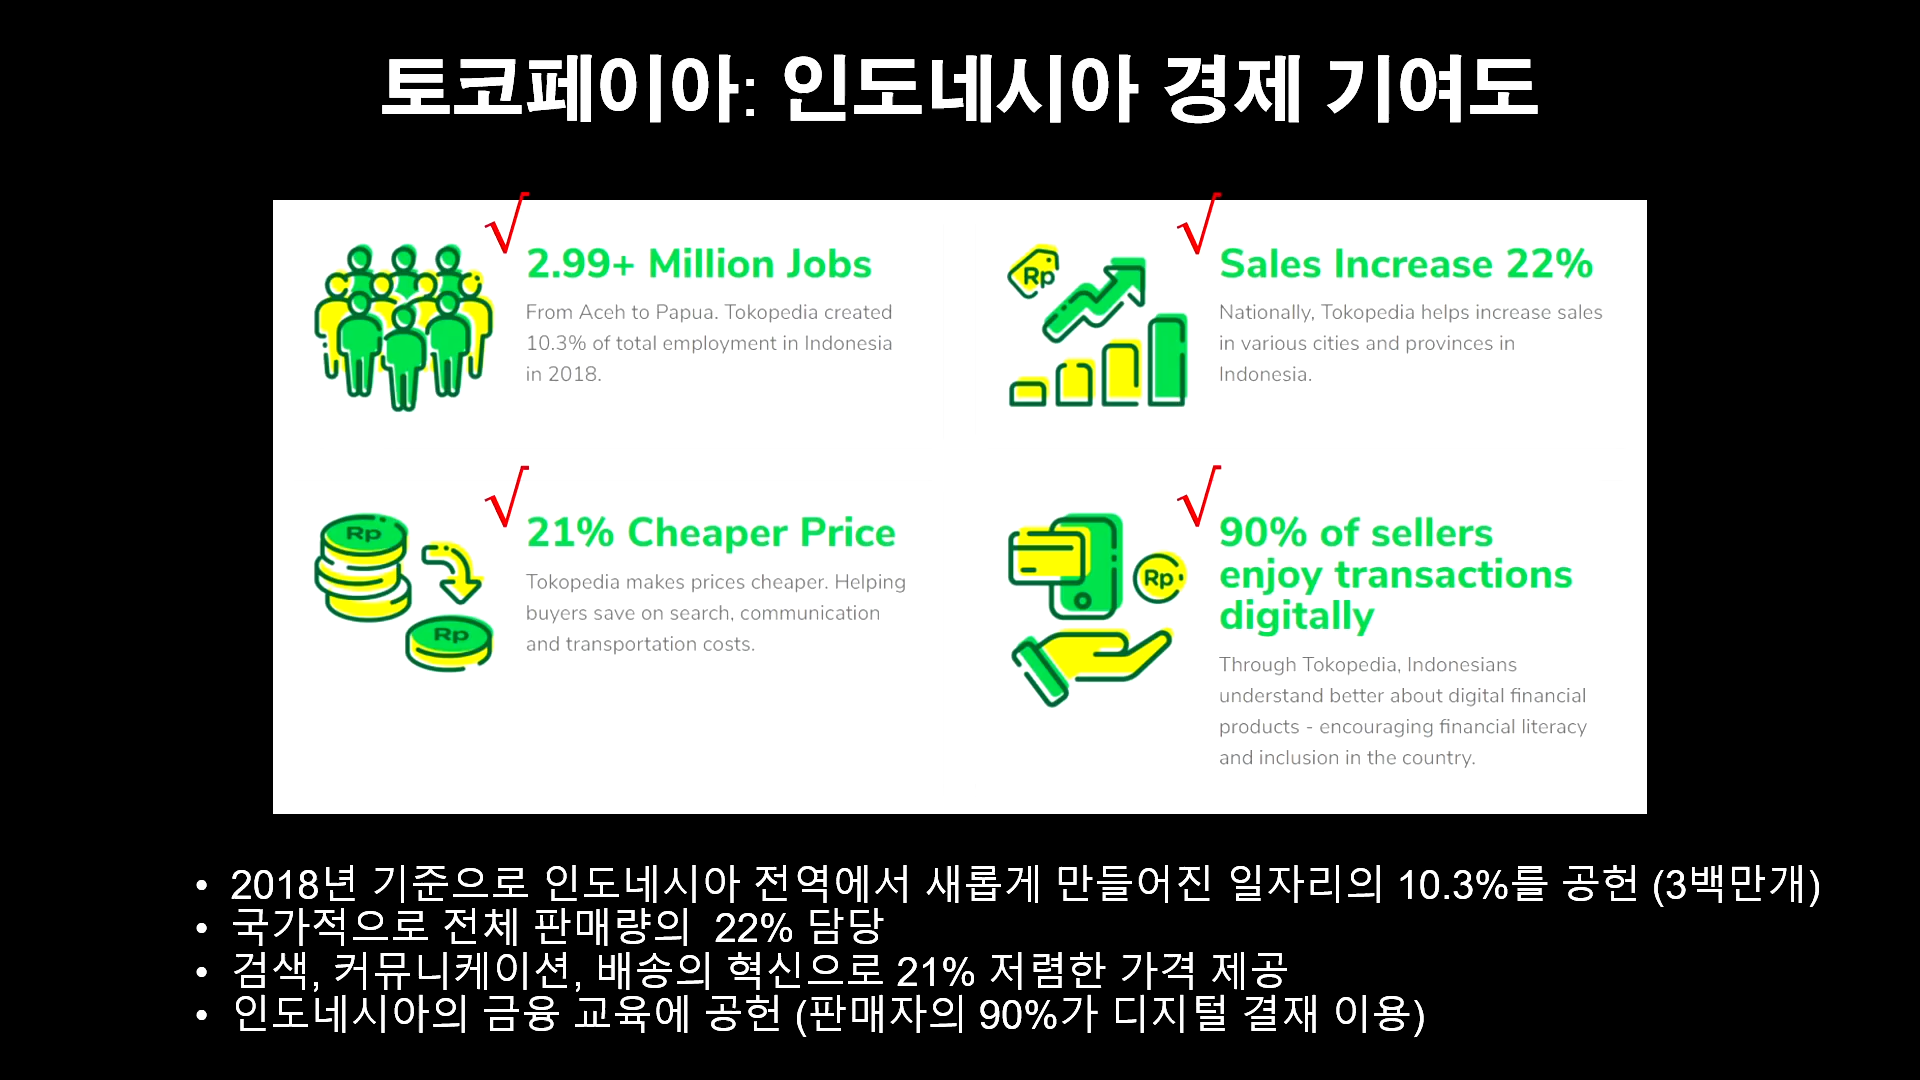 토코페이아: 인도네시아 경제 기여도
√
2.99+ Million Jobs
From Aceh to Papua. Tokopedia created
10.3% of total employment in Indonesia
in 2018.
√
Rp
Sales Increase 22%
Nationally, Tokopedia helps increase sales
in various cities and provinces in
Indonesia.
√
Rp
Rp
21% Cheaper Price
Tokopedia makes prices cheaper. Helping
buyers save on search, communication
and transportation costs.
√
Rp
90% of sellers
enjoy transactions
digitally
Through Tokopedia, Indonesians
understand better about digital financial
products - encouraging financial literacy
and inclusion in the country.
• 2018년 기준으로 인도네시아 전역에서 새롭게 만들어진 일자리의 10.3%를 공헌 (3백만개)
• 국가적으로 전체 판매량의 22% 담당
• 검색, 커뮤니케이션, 배송의 혁신으로 21% 저렴한 가격 제공
• 인도네시아의 금융 교육에 공헌 (판매자의 90%가 디지털 결재 이용)